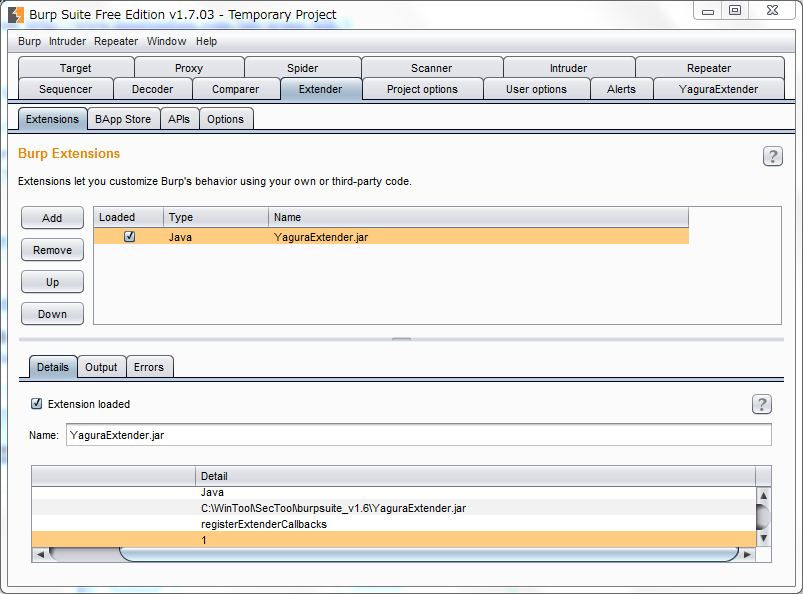 Burp Suite Free Edition v1.7.03 - Temporary Project
Burp Intruder Repeater Window Help
Target Proxy Spider Scanner Intruder Repeater
Sequencer Decoder Comparer Extender Project options User options Alerts YaguraExtender
Extensions BApp Store APIs Options
Burp Extensions
?
Extensions let you customize Burp's behavior using your own or third-party code.
Add
Loaded Type Name
Java YaguraExtender.jar
Remove
Up
Down
Details Output Errors
Extension loaded
?
Name: YaguraExtender.jar
Detail
Java
C:\WinTool\SecTool\burpsuite_v1.6\YaguraExtender.jar
registerExtenderCallbacks
1